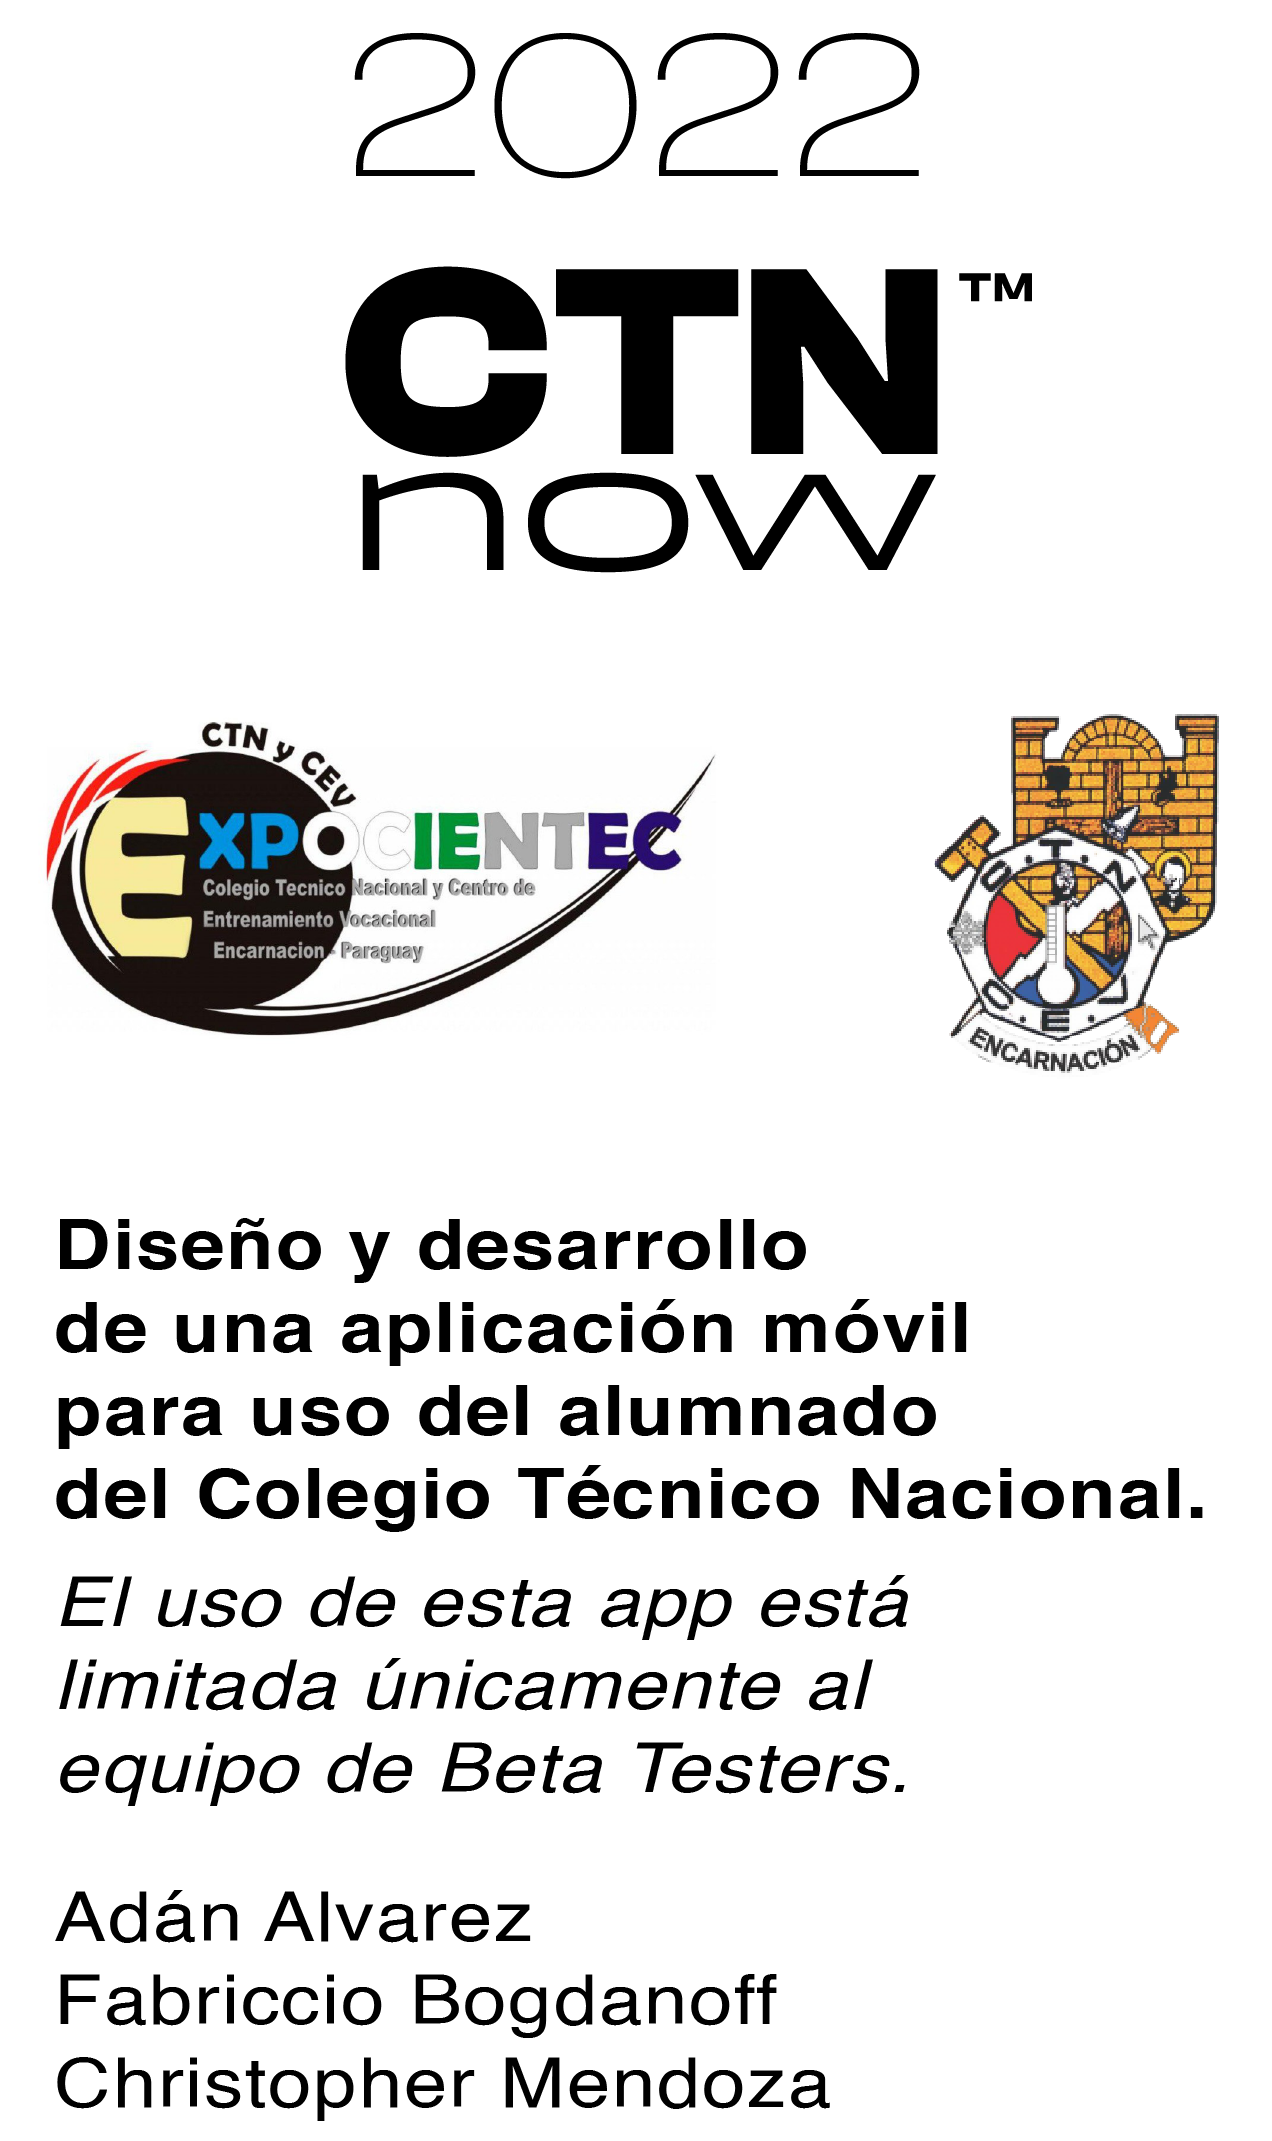 2022
CTN™
now
CTN y CEV
EXPOCIENTEC
Colegio Tecnico Nacional y Centro de
Entrenamiento Vocacional
Encarnacion - Paraguay
C.T.N
C.E.V
ENCARNACIÓN
Diseño y desarrollo
de una aplicación móvil
para uso del alumnado
del Colegio Técnico Nacional.
El uso de esta app está
limitada únicamente al
equipo de Beta Testers.
Adán Alvarez
Fabriccio Bogdanoff
Christopher Mendoza